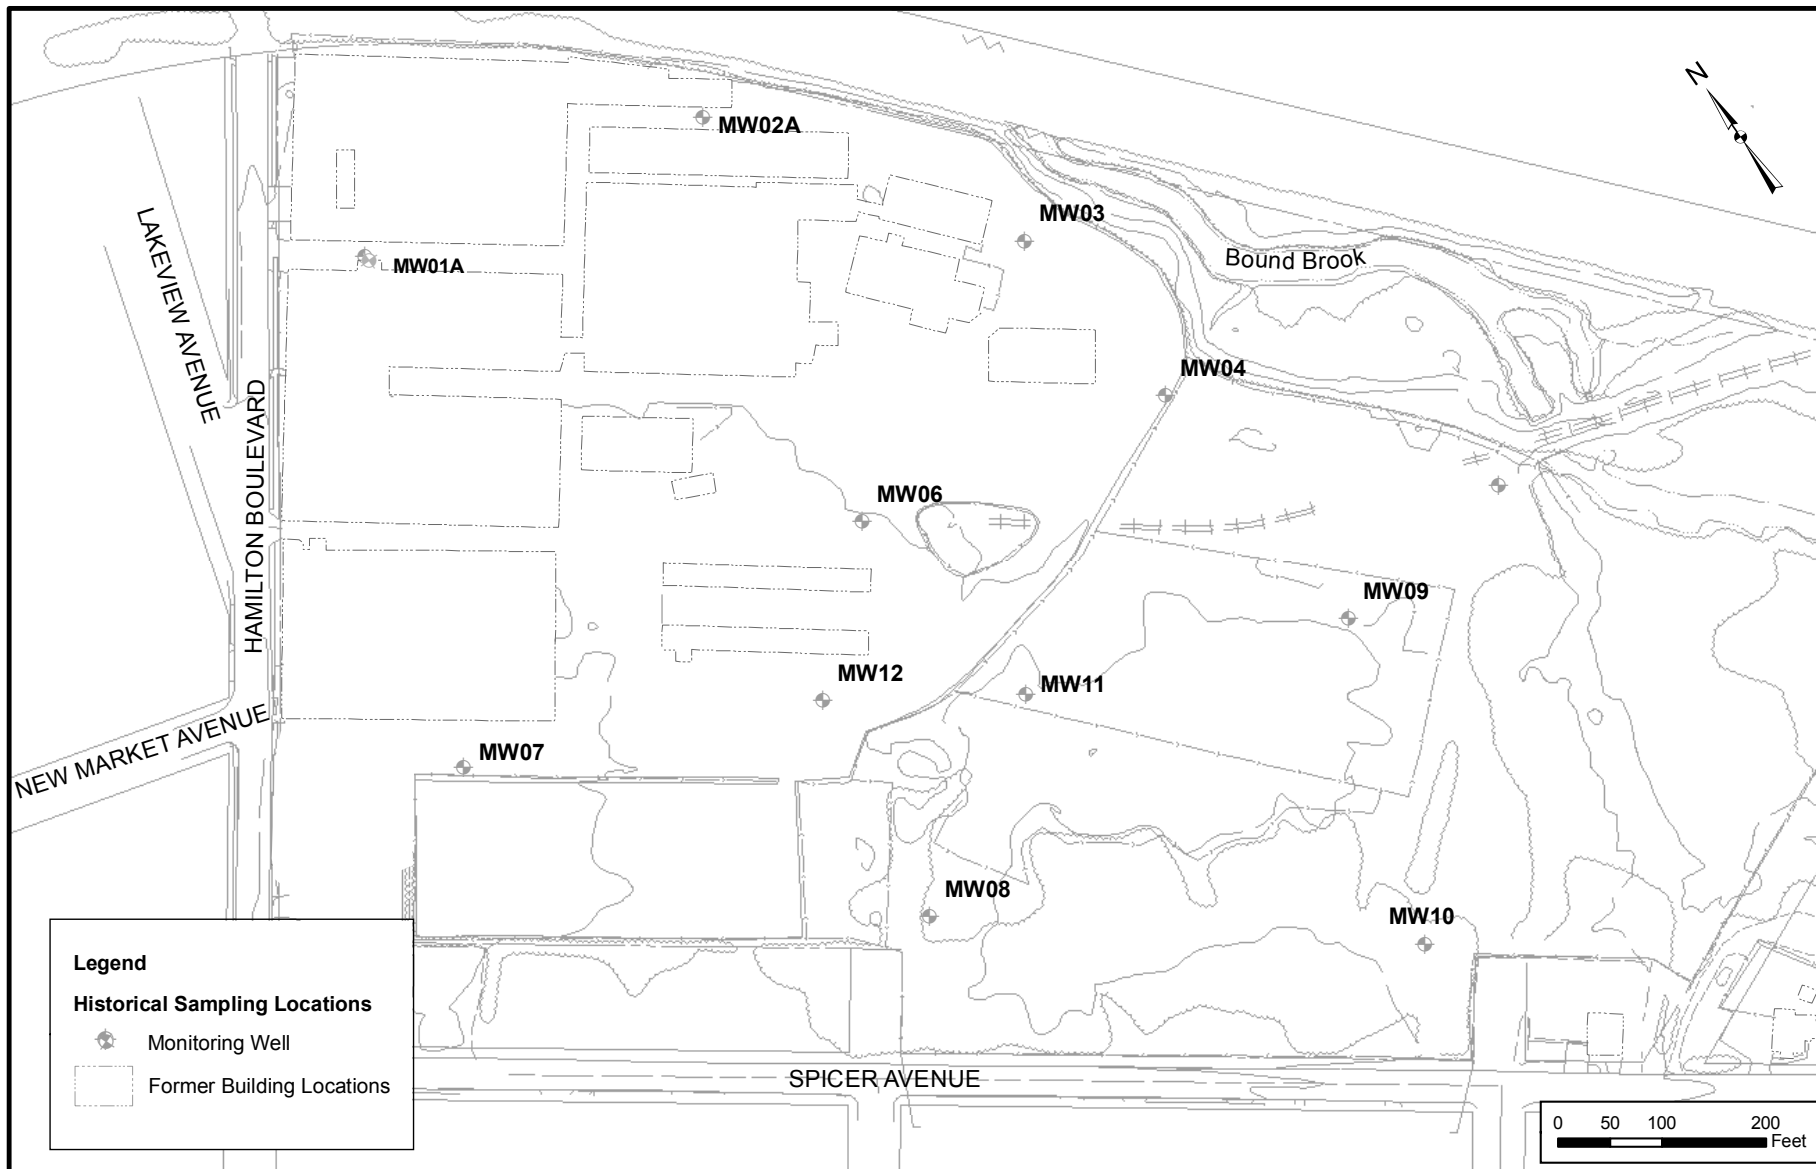 N
MW02A
MW03
LAKEVIEW AVENUE
Bound Brook
MW01A
MW04
HAMILTON BOULEVARD
MW06
MW09
MW12
MW11
NEW MARKET AVENUE
MW07
MW08
MW10
Legend
Historical Sampling Locations
Monitoring Well
Former Building Locations
SPICER AVENUE
0 50 100 200
Feet